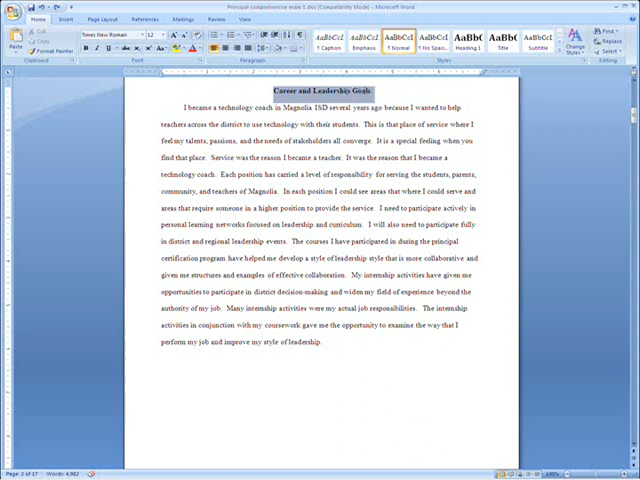 Principal comprehensive exam 1.doc [Compatibility Mode] - Microsoft Word
Home Insert Page Layout References Mailings Review View
Paste
Cut
Copy
Format Painter
Clipboard
Times New Roman 12
Font
Paragraph
AaBbCcI AaBbCcI AaBbCcI AaBbCcI AaBbC AaBb AaBbCcI
¶ Caption Emphasis ¶ Normal ¶ No Spac... Heading 1 Title Subtitle
Change Styles
Styles
Find
Replace
Select
Editing
Career and Leadership Goals
I became a technology coach in Magnolia ISD several years ago because I wanted to help
teachers across the district to use technology with their students. This is that place of service where I
feel my talents, passions, and the needs of stakeholders all converge. It is a special feeling when you
find that place. Service was the reason I became a teacher. It was the reason that I became a
technology coach. Each position has carried a level of responsibility for serving the students, parents,
community, and teachers of Magnolia. In each position I could see areas that where I could serve and
areas that require someone in a higher position to provide the service. I need to participate actively in
personal learning networks focused on leadership and curriculum. I will also need to participate fully
in district and regional leadership events. The courses I have participated in during the principal
certification program have helped me develop a style of leadership style that is more collaborative and
given me structures and examples of effective collaboration. My internship activities have given me
opportunities to participate in district decision-making and widen my field of experience beyond the
authority of my job. Many internship activities were my actual job responsibilities. The internship
activities in conjunction with my coursework gave me the opportunity to examine the way that I
perform my job and improve my style of leadership.
Page: 2 of 17 Words: 4,982 100%